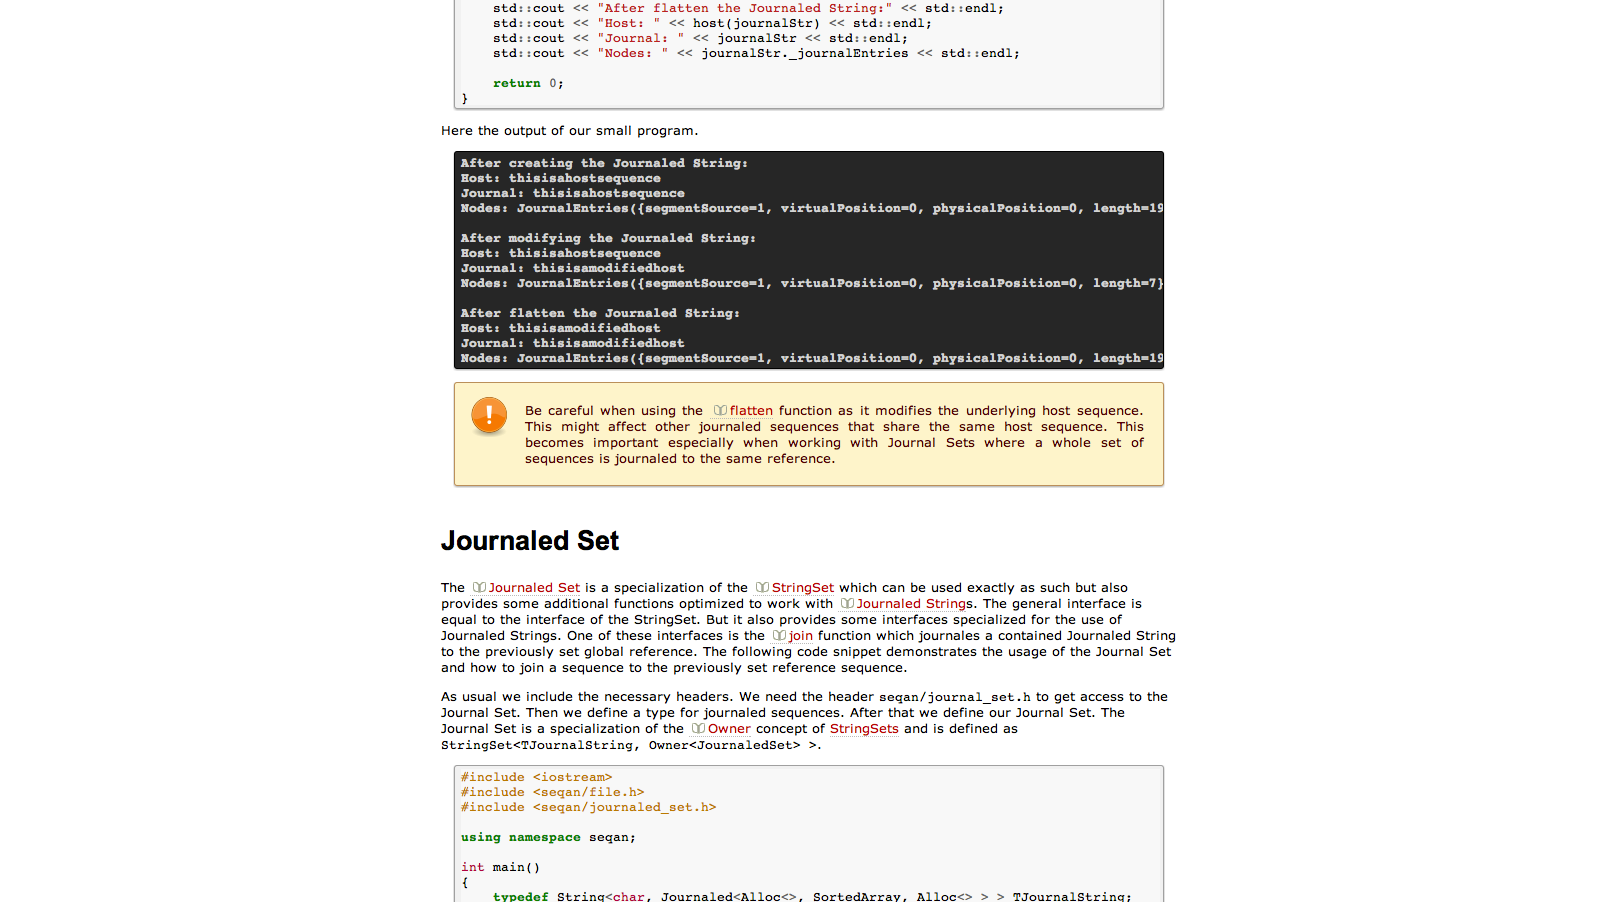 std::cout << "After flatten the Journaled String:" << std::endl;
std::cout << "Host: " << host(journalStr) << std::endl;
std::cout << "Journal: " << journalStr << std::endl;
std::cout << "Nodes: " << journalStr._journalEntries << std::endl;
return 0;
}
Here the output of our small program.
After creating the Journaled String:
Host: thisisahostsequence
Journal: thisisahostsequence
Nodes: JournalEntries({segmentSource=1, virtualPosition=0, physicalPosition=0, length=19
After modifying the Journaled String:
Host: thisisahostsequence
Journal: thisisamodifiedhost
Nodes: JournalEntries({segmentSource=1, virtualPosition=0, physicalPosition=0, length=7}
After flatten the Journaled String:
Host: thisisamodifiedhost
Journal: thisisamodifiedhost
Nodes: JournalEntries({segmentSource=1, virtualPosition=0, physicalPosition=0, length=19
Be careful when using the flatten function as it modifies the underlying host sequence.
This might affect other journaled sequences that share the same host sequence. This
becomes important especially when working with Journal Sets where a whole set of
sequences is journaled to the same reference.
Journaled Set
The Journaled Set is a specialization of the StringSet which can be used exactly as such but also
provides some additional functions optimized to work with Journaled Strings. The general interface is
equal to the interface of the StringSet. But it also provides some interfaces specialized for the use of
Journaled Strings. One of these interfaces is the join function which journales a contained Journaled String
to the previously set global reference. The following code snippet demonstrates the usage of the Journal Set
and how to join a sequence to the previously set reference sequence.
As usual we include the necessary headers. We need the header seqan/journal_set.h to get access to the
Journal Set. Then we define a type for journaled sequences. After that we define our Journal Set. The
Journal Set is a specialization of the Owner concept of StringSets and is defined as
StringSet<TJournalString, Owner<JournaledSet> >.
#include <iostream>
#include <seqan/file.h>
#include <seqan/journaled_set.h>
using namespace seqan;
int main()
{
typedef String<char, Journaled<Alloc<>, SortedArray, Alloc<> > > TJournalString;